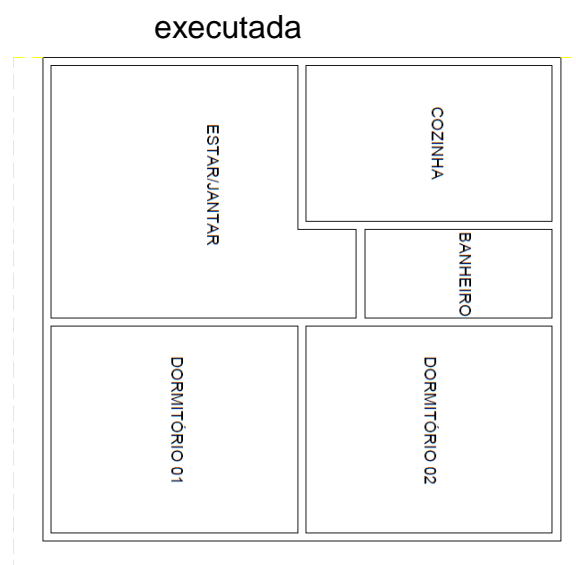 executada
ESTAR/JANTAR
COZINHA
BANHEIRO
DORMITÓRIO 01
DORMITÓRIO 02